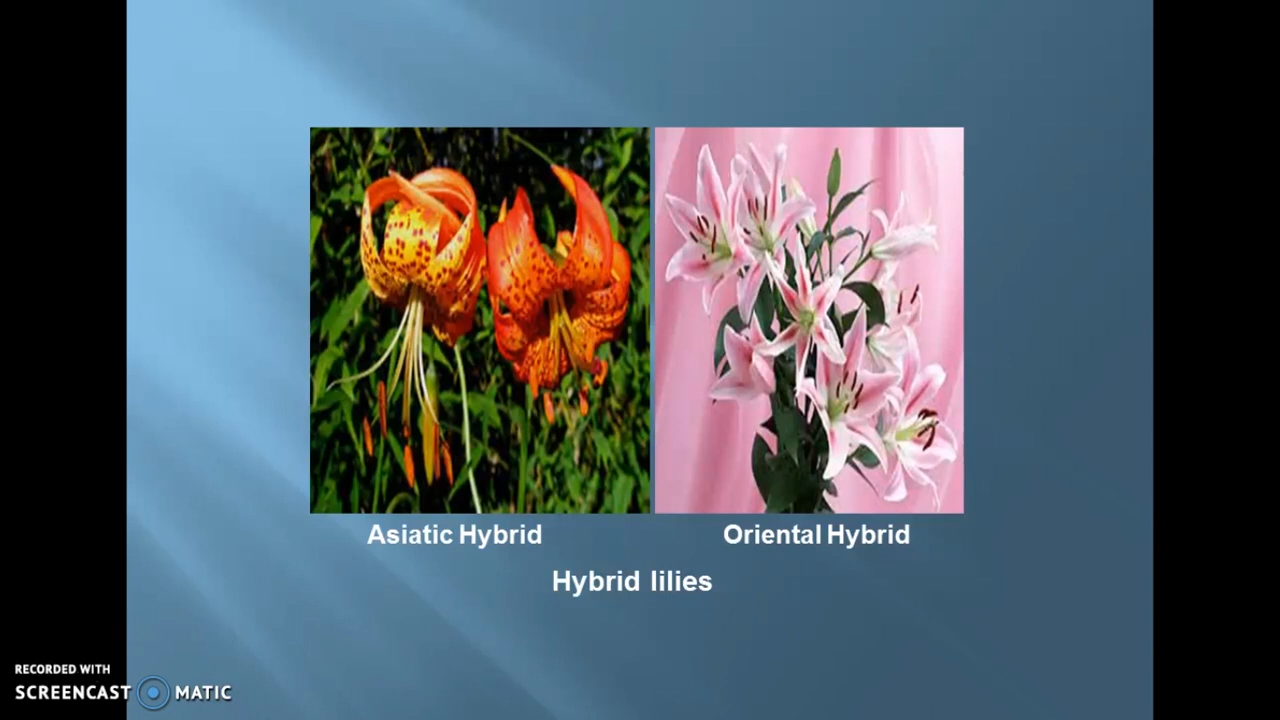 Asiatic Hybrid
Oriental Hybrid
Hybrid lilies
RECORDED WITH
SCREENCAST MATIC